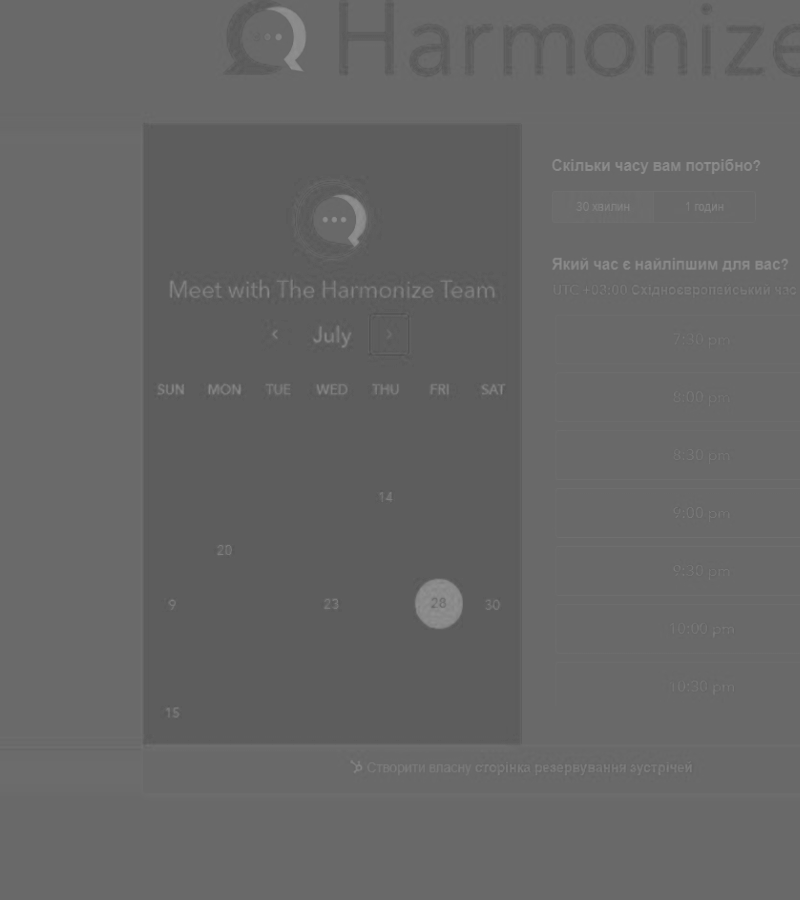 Harmonize
Скільки часу вам потрібно?
30 хвилин 1 годин
Який час є найліпшим для вас?
UTC +03:00 Східноєвропейський час
Meet with The Harmonize Team
July
SUN MON TUE WED THU FRI SAT
14
20
9 23 28 30
15
7:30 pm
8:00 pm
8:30 pm
9:00 pm
9:30 pm
10:00 pm
10:30 pm
Створити власну сторінка резервування зустрічей